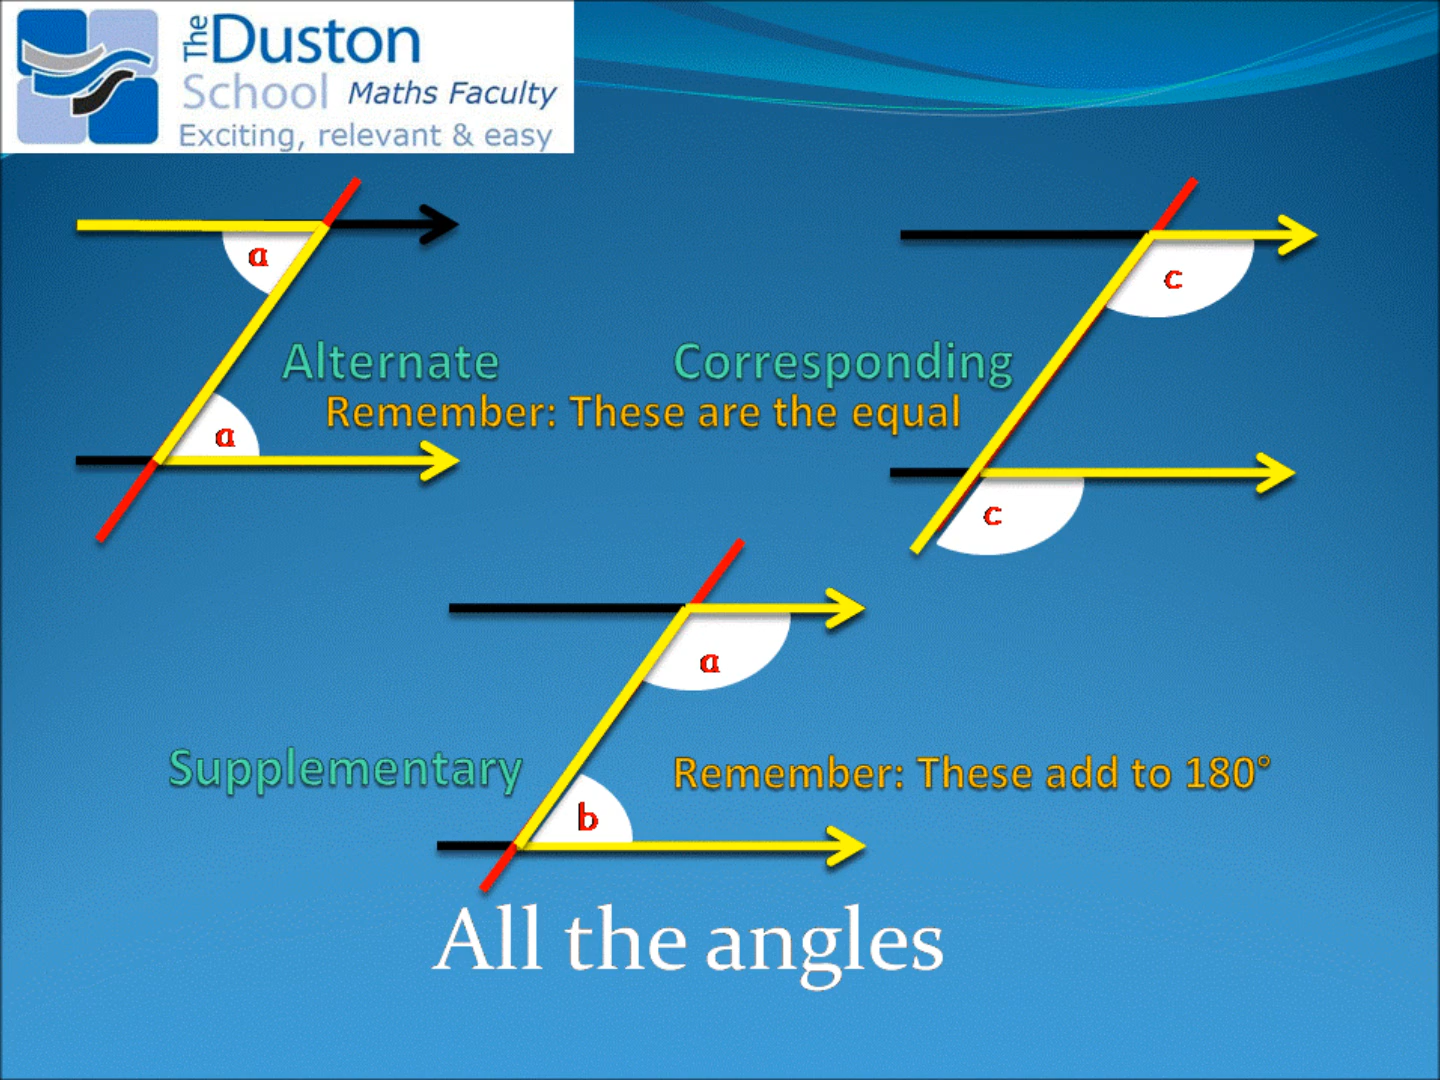 The Duston
School Maths Faculty
Exciting, relevant & easy
a
c
Alternate
Corresponding
Remember: These are the equal
a
c
a
Supplementary
Remember: These add to 180°
b
All the angles